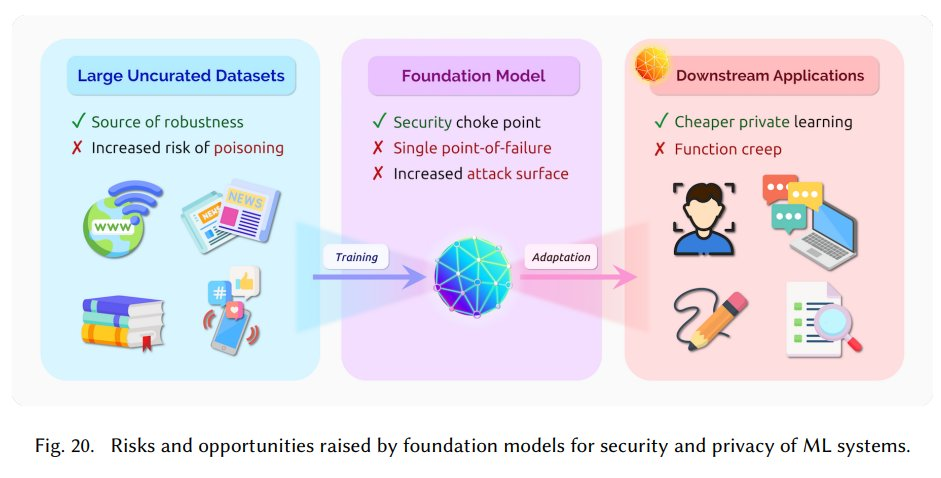 Large Uncurated Datasets
✓ Source of robustness
✗ Increased risk of poisoning
WWW
NEWS
NEWS
#
Training
Foundation Model
✓ Security choke point
✗ Single point-of-failure
✗ Increased attack surface
Adaptation
Downstream Applications
✓ Cheaper private learning
✗ Function creep
Fig. 20. Risks and opportunities raised by foundation models for security and privacy of ML systems.